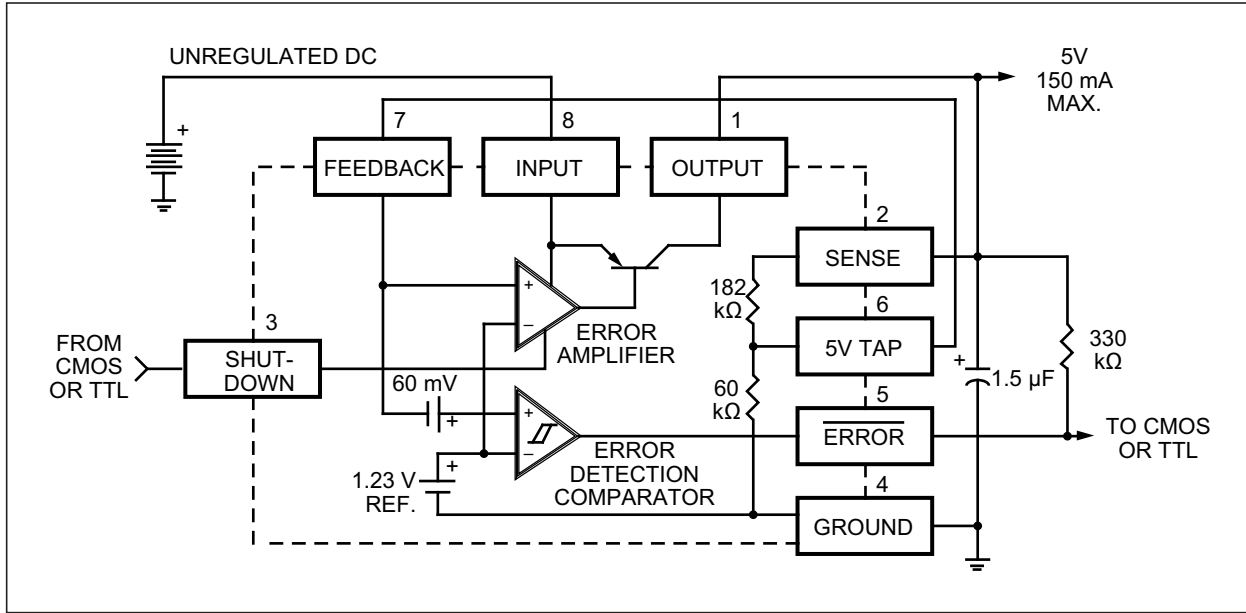 UNREGULATED DC
5V
150 mA
MAX.
+
7
8
1
FEEDBACK
INPUT
OUTPUT
2
SENSE
182
kΩ
+
−
ERROR
AMPLIFIER
6
5V TAP
330
kΩ
+
1.5 µF
3
FROM
CMOS
OR TTL
SHUT-
DOWN
60 mV
+
60
kΩ
5
ERROR
+
−
TO CMOS
OR TTL
ERROR
DETECTION
COMPARATOR
1.23 V
REF.
+
4
GROUND